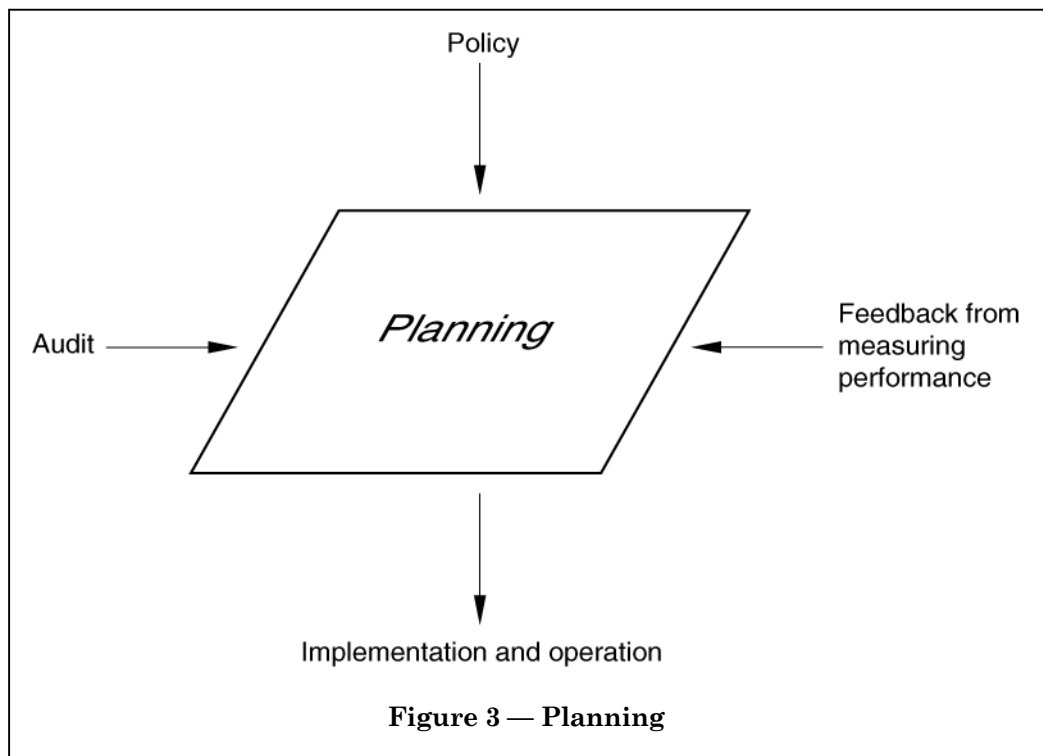 Policy
Planning
Audit
Feedback from
measuring
performance
Implementation and operation
Figure 3 — Planning